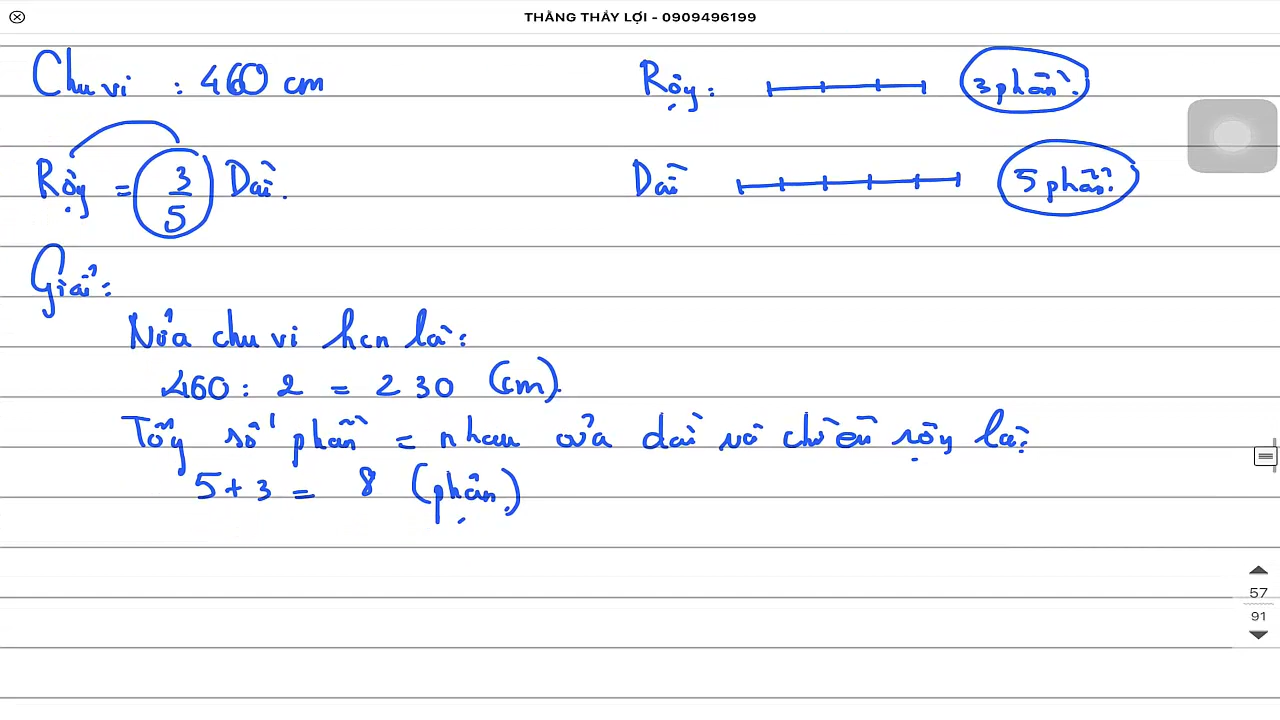 THẰNG THẦY LỢI - 0909496199
Chu vi : 460 cm
Rộng : 3 phần
Rộng = 3/5 Dài.
Dài 5 phần
Giải :
Nửa chu vi hcn là :
460 : 2 = 230 (cm).
Tổng số phần = nhau của dài và chiều rộng là :
5 + 3 = 8 (phần)
57
91